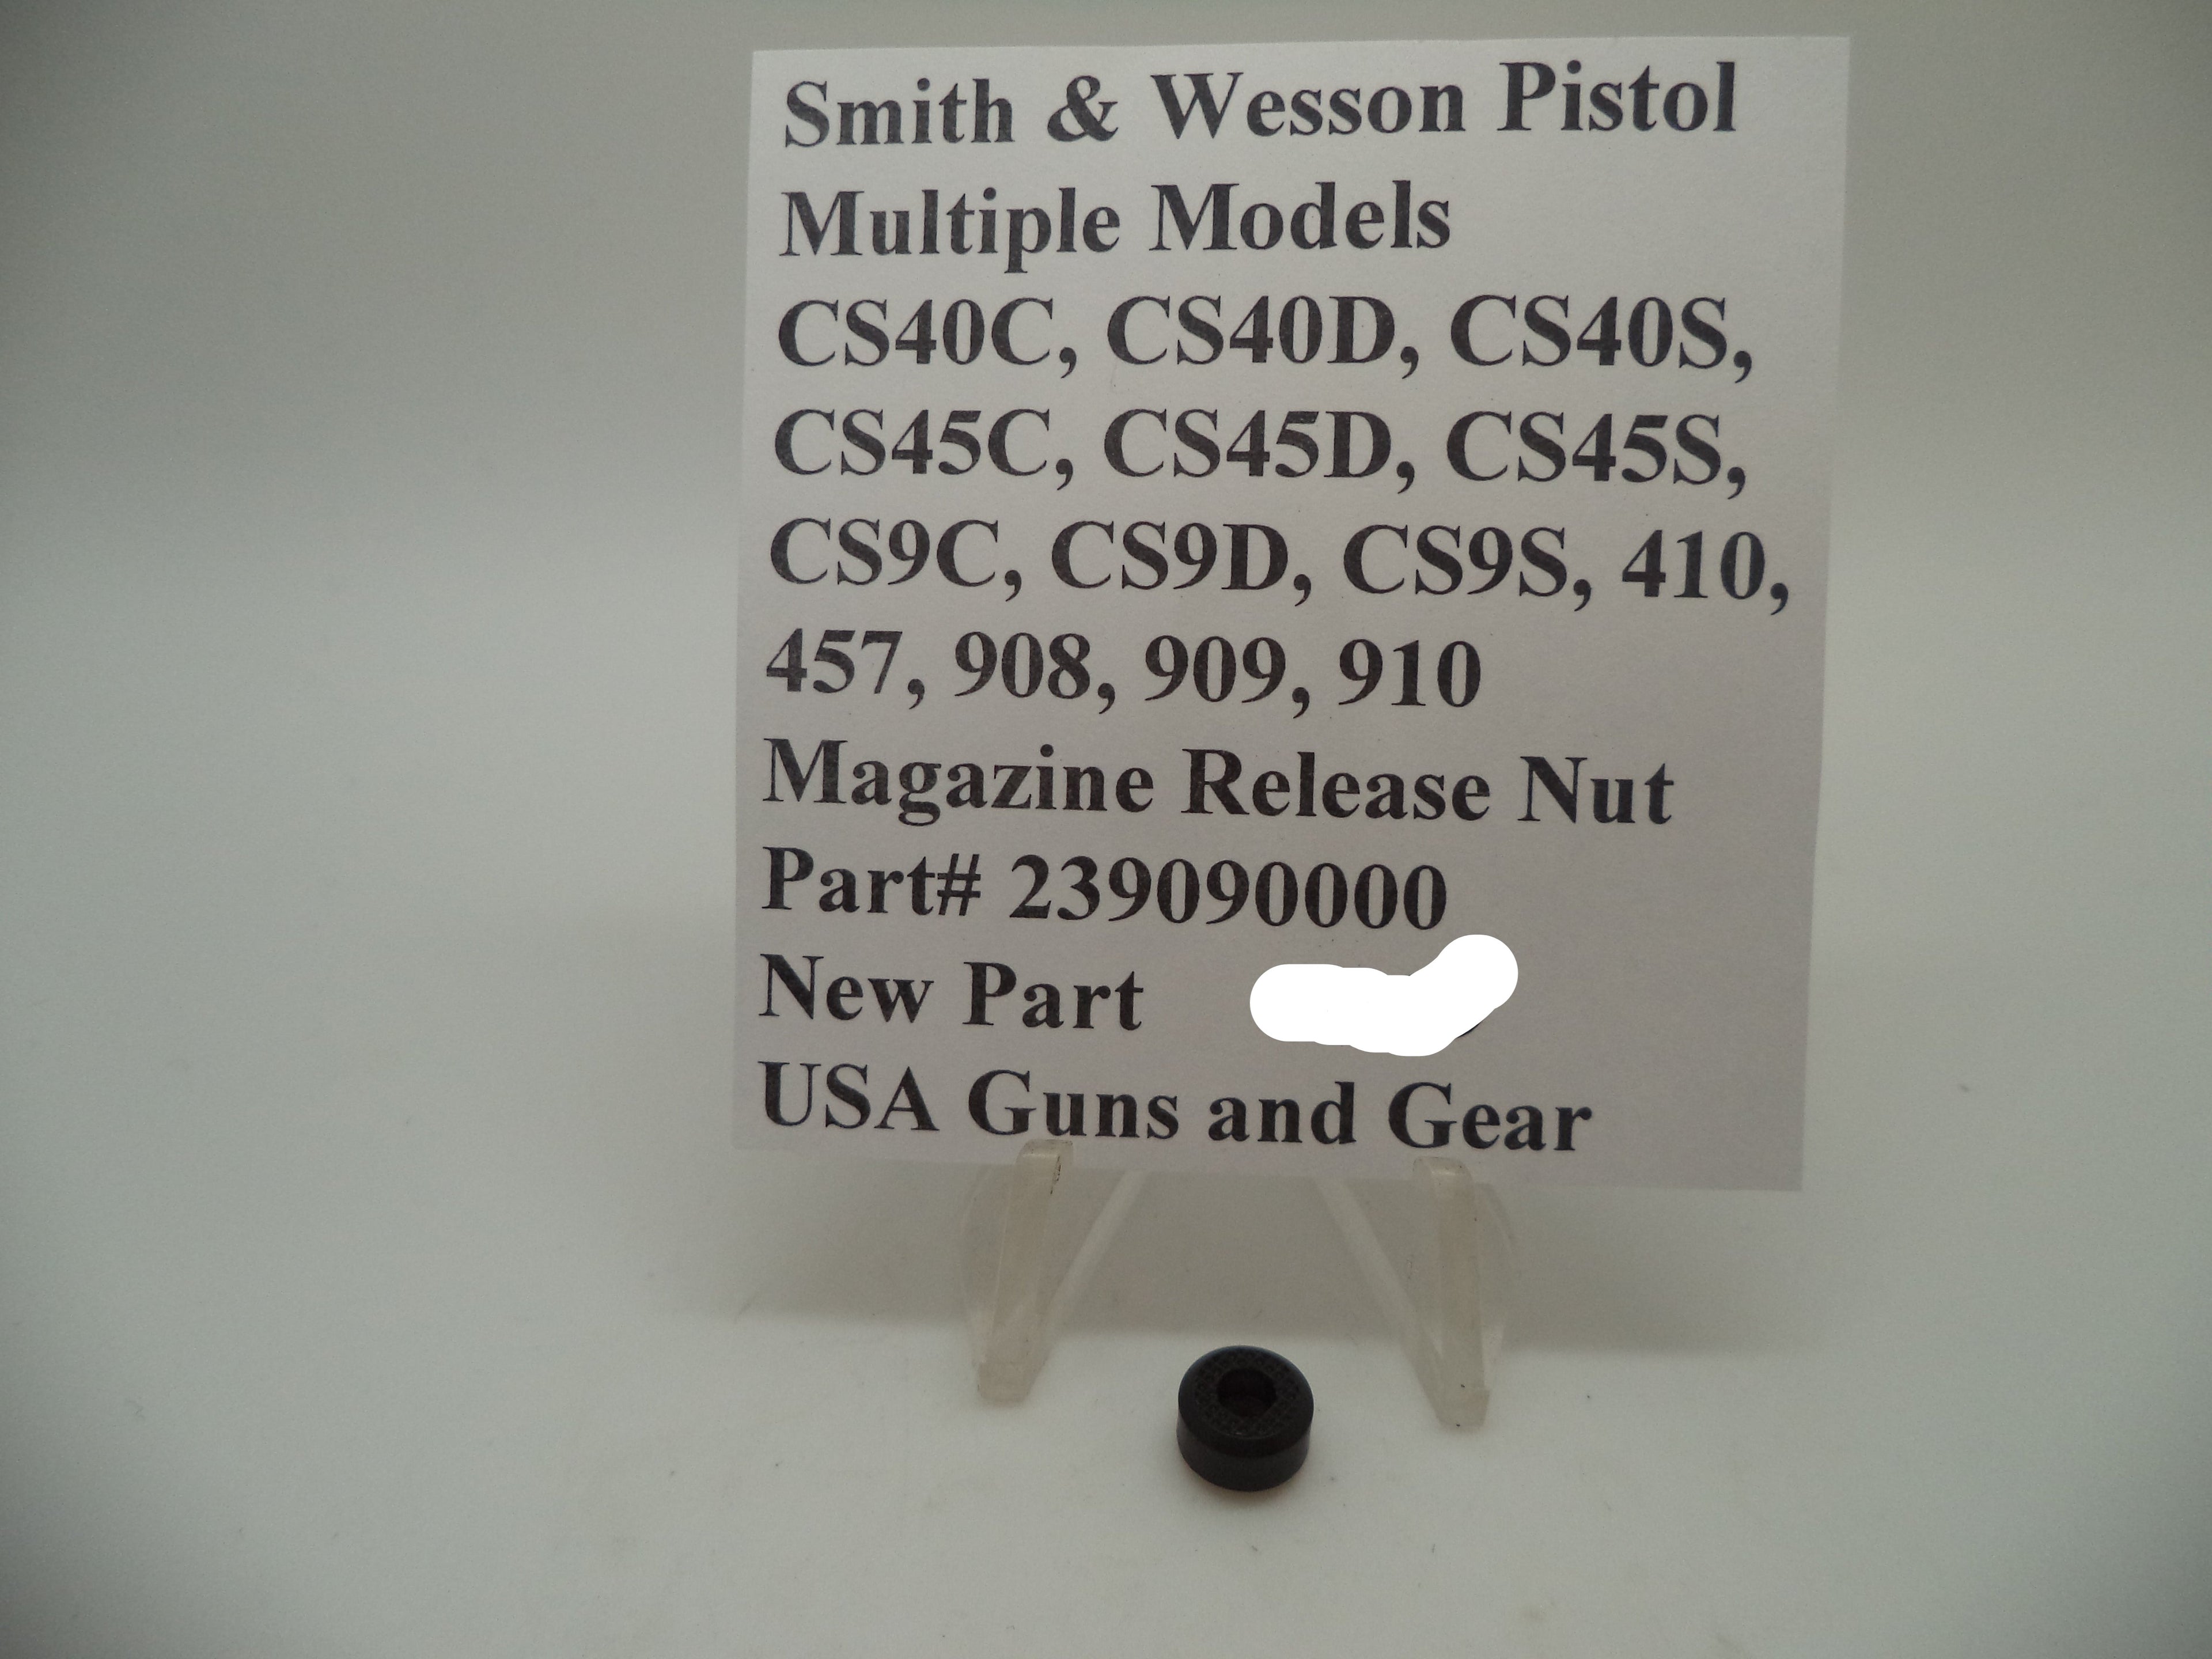 Smith & Wesson Pistol
Multiple Models
CS40C, CS40D, CS40S,
CS45C, CS45D, CS45S,
CS9C, CS9D, CS9S, 410,
457, 908, 909, 910
Magazine Release Nut
Part# 239090000
New Part
USA Guns and Gear